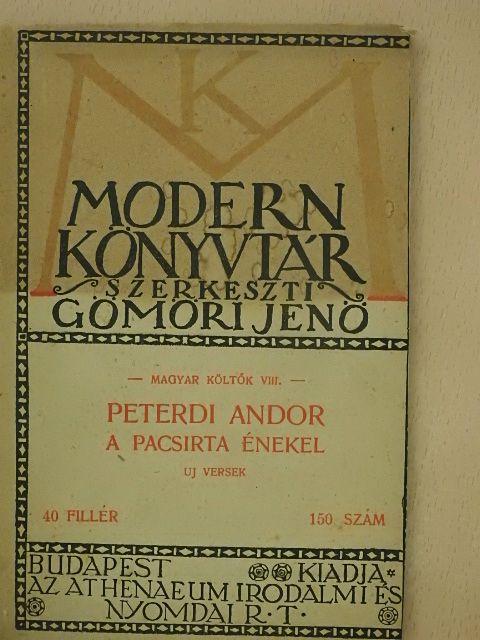 MK
MODERN
KÖNYVTÁR
SZERKESZTI
GÖMÖRI JENŐ
— MAGYAR KÖLTŐK VIII. —
PETERDI ANDOR
A PACSIRTA ÉNEKEL
UJ VERSEK
40 FILLÉR 150 SZÁM
BUDAPEST KIADJA
AZ ATHENAEUM IRODALMI ÉS
NYOMDAI R·T·